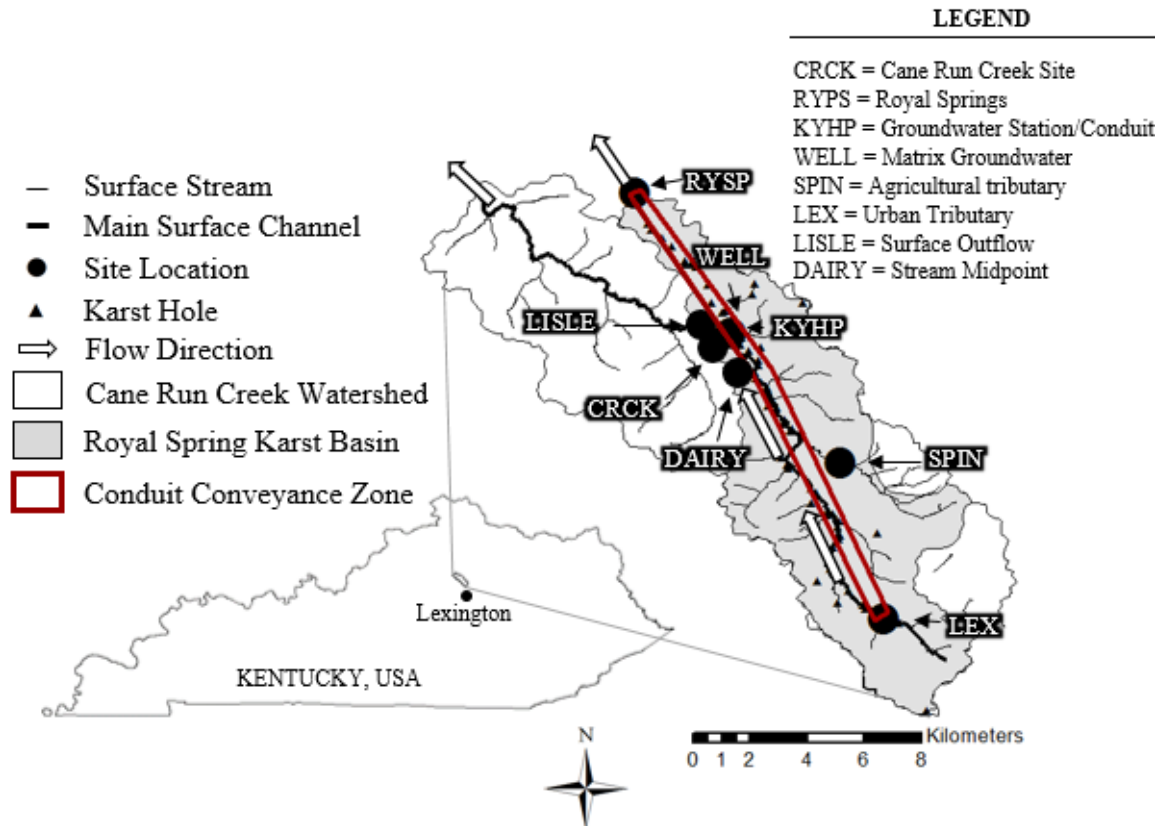 LEGEND
CRCK = Cane Run Creek Site
RYPS = Royal Springs
KYHP = Groundwater Station/Conduit
WELL = Matrix Groundwater
SPIN = Agricultural tributary
LEX = Urban Tributary
LISLE = Surface Outflow
DAIRY = Stream Midpoint
Surface Stream
Main Surface Channel
Site Location
Karst Hole
Flow Direction
Cane Run Creek Watershed
Royal Spring Karst Basin
Conduit Conveyance Zone
RYSP
WELL
LISLE
KYHP
CRCK
DAIRY
SPIN
LEX
Lexington
KENTUCKY, USA
N
Kilometers
0 1 2 4 6 8